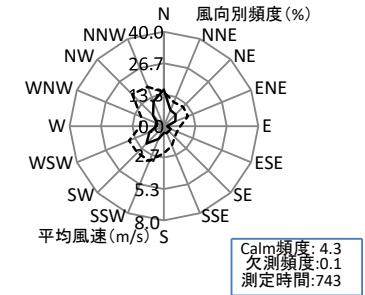 N 風向別頻度(%)
40.0
NNW NNE
NW 26.7 NE
WNW 13.3 ENE
W 0.0 E
WSW 2.7 ESE
SW 5.3 SE
SSW SSE
8.0
平均風速(m/s) S
Calm頻度: 4.3
欠測頻度:0.1
測定時間:743